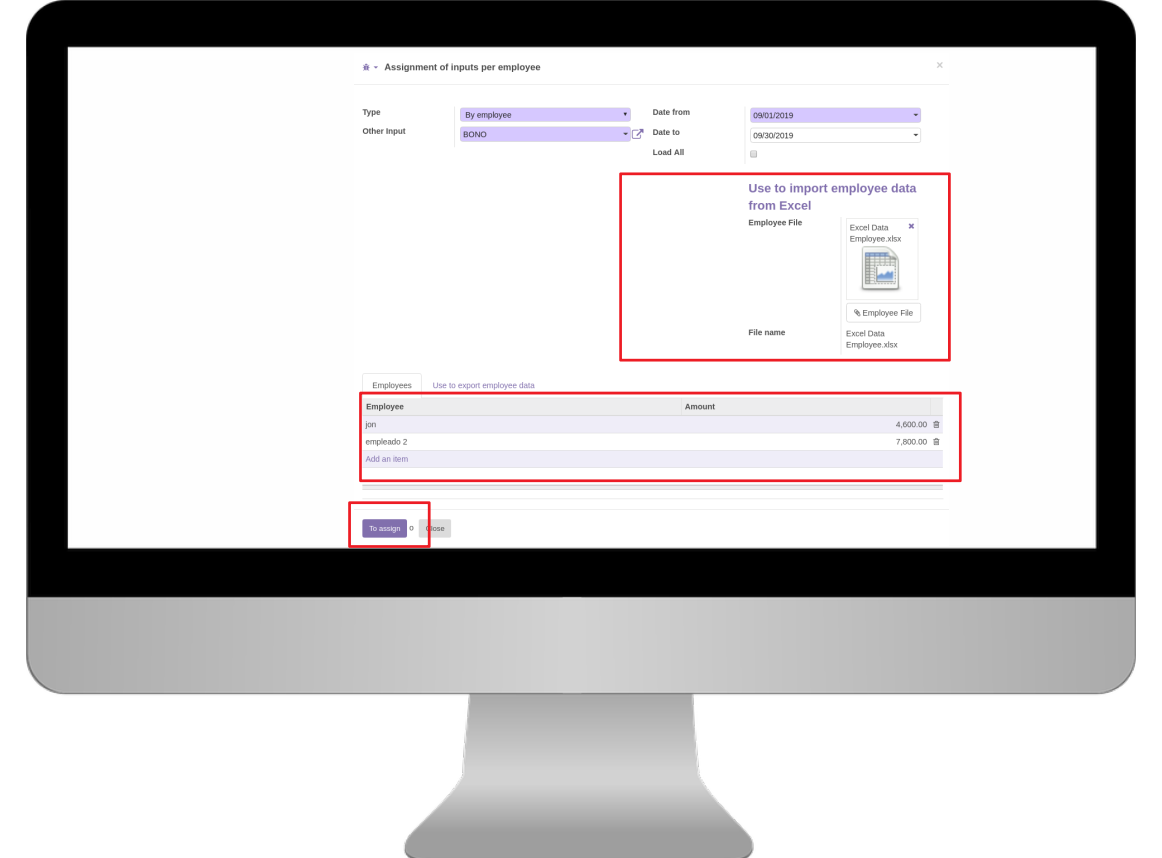 Assignment of inputs per employee
×
Type
By employee
Date from
09/01/2019
Other Input
BONO
Date to
09/30/2019
Load All
Use to import employee data
from Excel
Employee File
Excel Data
Employee.xlsx
Employee File
File name
Excel Data
Employee.xlsx
Employees
Use to export employee data
Employee
Amount
jon
4,600.00
empleado 2
7,800.00
Add an item
To assign
o
Close